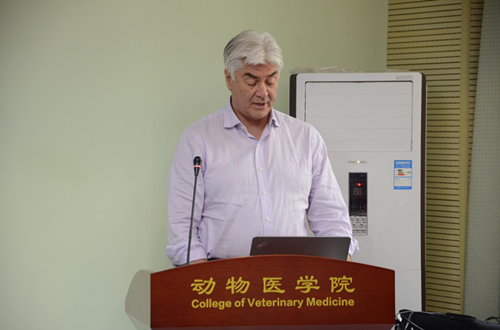 动物医学院
College of Veterinary Medicine